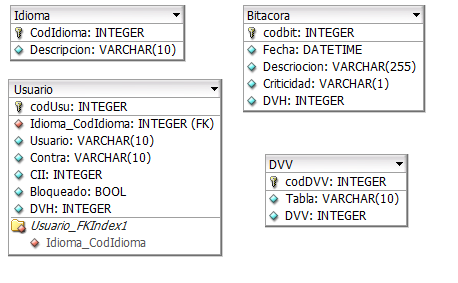 Idioma
CodIdioma: INTEGER
Descripcion: VARCHAR(10)
Usuario
codUsu: INTEGER
Idioma_CodIdioma: INTEGER (FK)
Usuario: VARCHAR(10)
Contra: VARCHAR(10)
CII: INTEGER
Bloqueado: BOOL
DVH: INTEGER
Usuario_FKIndex1
Idioma_CodIdioma
Bitacora
codbit: INTEGER
Fecha: DATETIME
Descriocion: VARCHAR(255)
Criticidad: VARCHAR(1)
DVH: INTEGER
DVV
codDVV: INTEGER
Tabla: VARCHAR(10)
DVV: INTEGER